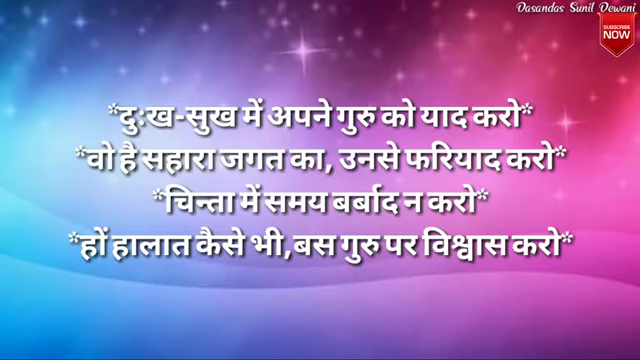 Dasandas Sunil Dewani
SUBSCRIBE
NOW
*दुःख-सुख में अपने गुरु को याद करो*
*वो है सहारा जगत का, उनसे फरियाद करो*
*चिन्ता में समय बर्बाद न करो*
*हों हालात कैसे भी,बस गुरु पर विश्वास करो*